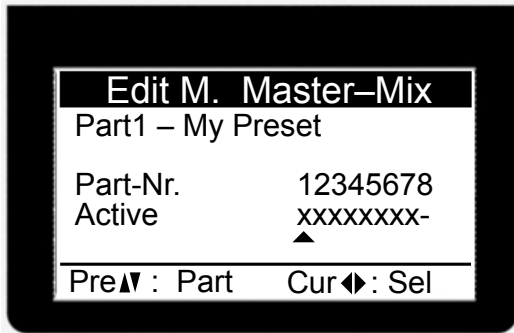 Edit M. Master–Mix
Part1 – My Preset
Part-Nr. 12345678
Active xxxxxxxx-
Pre : Part Cur : Sel